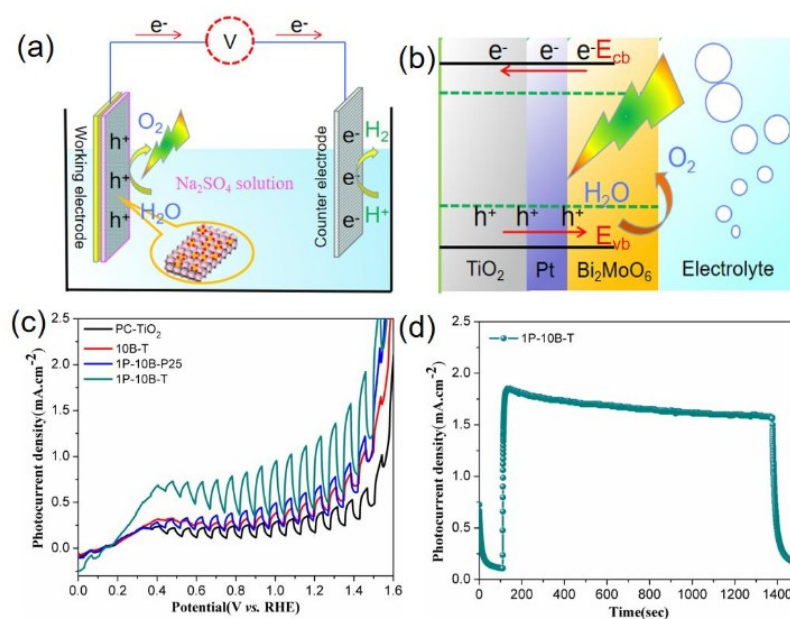 (a)
e⁻
V
e⁻
Working electrode
h⁺
h⁺
h⁺
O₂
H₂O
Na₂SO₄ solution
Counter electrode
e⁻
e⁻
e⁻
H₂
H⁺
(b)
e⁻ e⁻ e⁻ E_cb
H₂O
O₂
h⁺ h⁺ h⁺
E_vb
TiO₂ Pt Bi₂MoO₆ Electrolyte
(c)
PC-TiO₂
10B-T
1P-10B-P25
1P-10B-T
Photocurrent density(mA.cm⁻²)
2.5
2.0
1.5
1.0
0.5
0.0
0.0 0.2 0.4 0.6 0.8 1.0 1.2 1.4 1.6
Potential(V vs. RHE)
(d)
1P-10B-T
Photocurrent density(mA.cm⁻²)
2.5
2.0
1.5
1.0
0.5
0.0
0 200 400 600 800 1000 1200 1400
Time(sec)